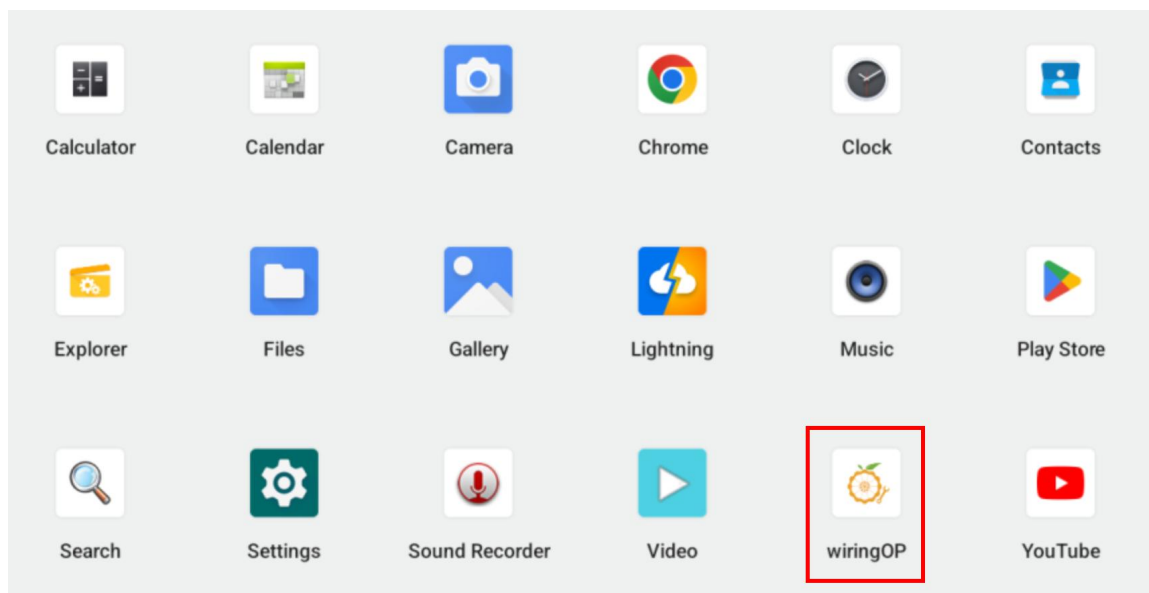 Calculator Calendar Camera Chrome Clock Contacts
Explorer Files Gallery Lightning Music Play Store
Search Settings Sound Recorder Video wiringOP YouTube